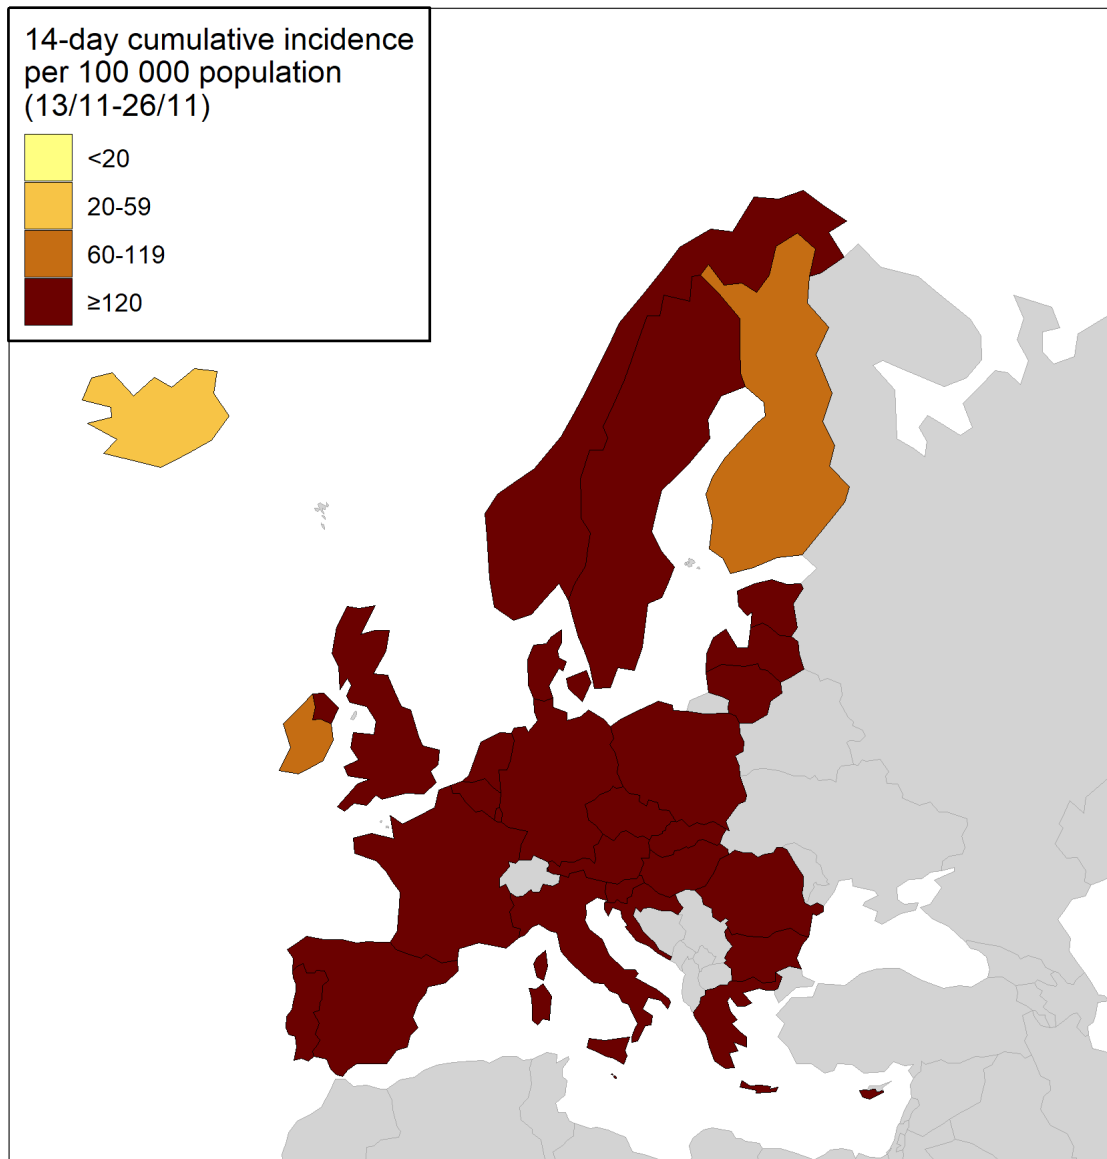 14-day cumulative incidence
per 100 000 population
(13/11-26/11)
<20
20-59
60-119
≥120